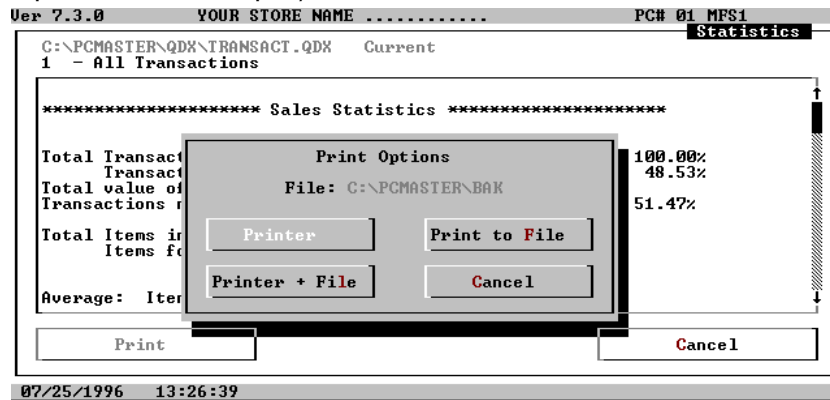 Ver 7.3.0 YOUR STORE NAME ............ PC# 01 MFS1
Statistics
C:\PCMASTER\QDX\TRANSACT.QDX Current
1 - All Transactions
********************* Sales Statistics *********************
Total Transact 100.00%
Transact 48.53%
Total value of
Transactions 51.47%
Total Items in
Items fo
Average: Iter
Print Options
File: C:\PCMASTER\BAK
Printer Print to File
Printer + File Cancel
Print Cancel
07/25/1996 13:26:39